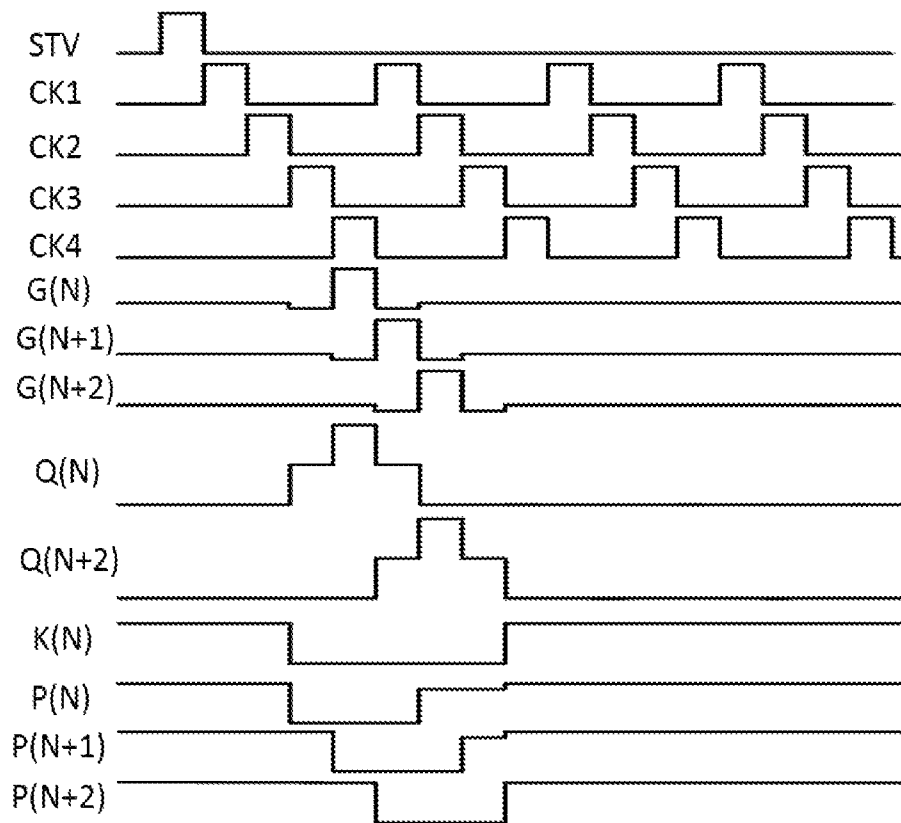 STV
CK1
CK2
CK3
CK4
G(N)
G(N+1)
G(N+2)
Q(N)
Q(N+2)
K(N)
P(N)
P(N+1)
P(N+2)